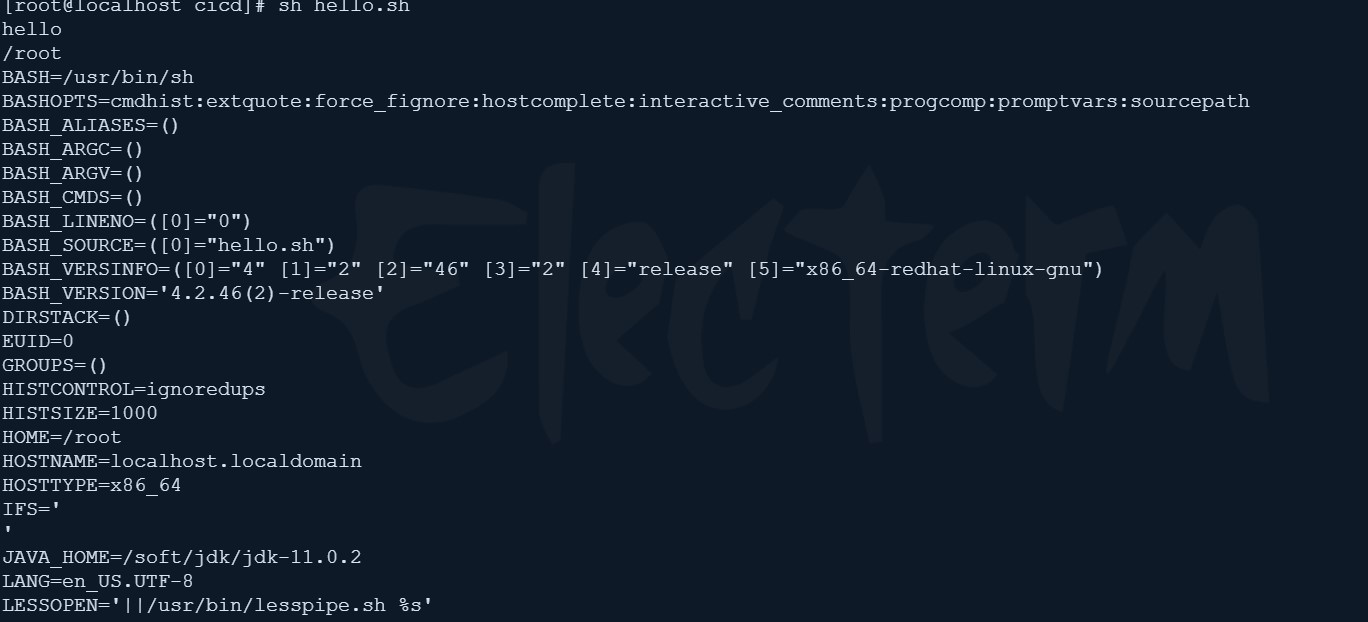 [root@localhost cicd]# sh hello.sh
hello
/root
BASH=/usr/bin/sh
BASHOPTS=cmdhist:extquote:force_fignore:hostcomplete:interactive_comments:progcomp:promptvars:sourcepath
BASH_ALIASES=()
BASH_ARGC=()
BASH_ARGV=()
BASH_CMDS=()
BASH_LINENO=([0]="0")
BASH_SOURCE=([0]="hello.sh")
BASH_VERSINFO=([0]="4" [1]="2" [2]="46" [3]="2" [4]="release" [5]="x86_64-redhat-linux-gnu")
BASH_VERSION='4.2.46(2)-release'
DIRSTACK=()
EUID=0
GROUPS=()
HISTCONTROL=ignoredups
HISTSIZE=1000
HOME=/root
HOSTNAME=localhost.localdomain
HOSTTYPE=x86_64
IFS='
'
JAVA_HOME=/soft/jdk/jdk-11.0.2
LANG=en_US.UTF-8
LESSOPEN='||/usr/bin/lesspipe.sh %s'
Electerm